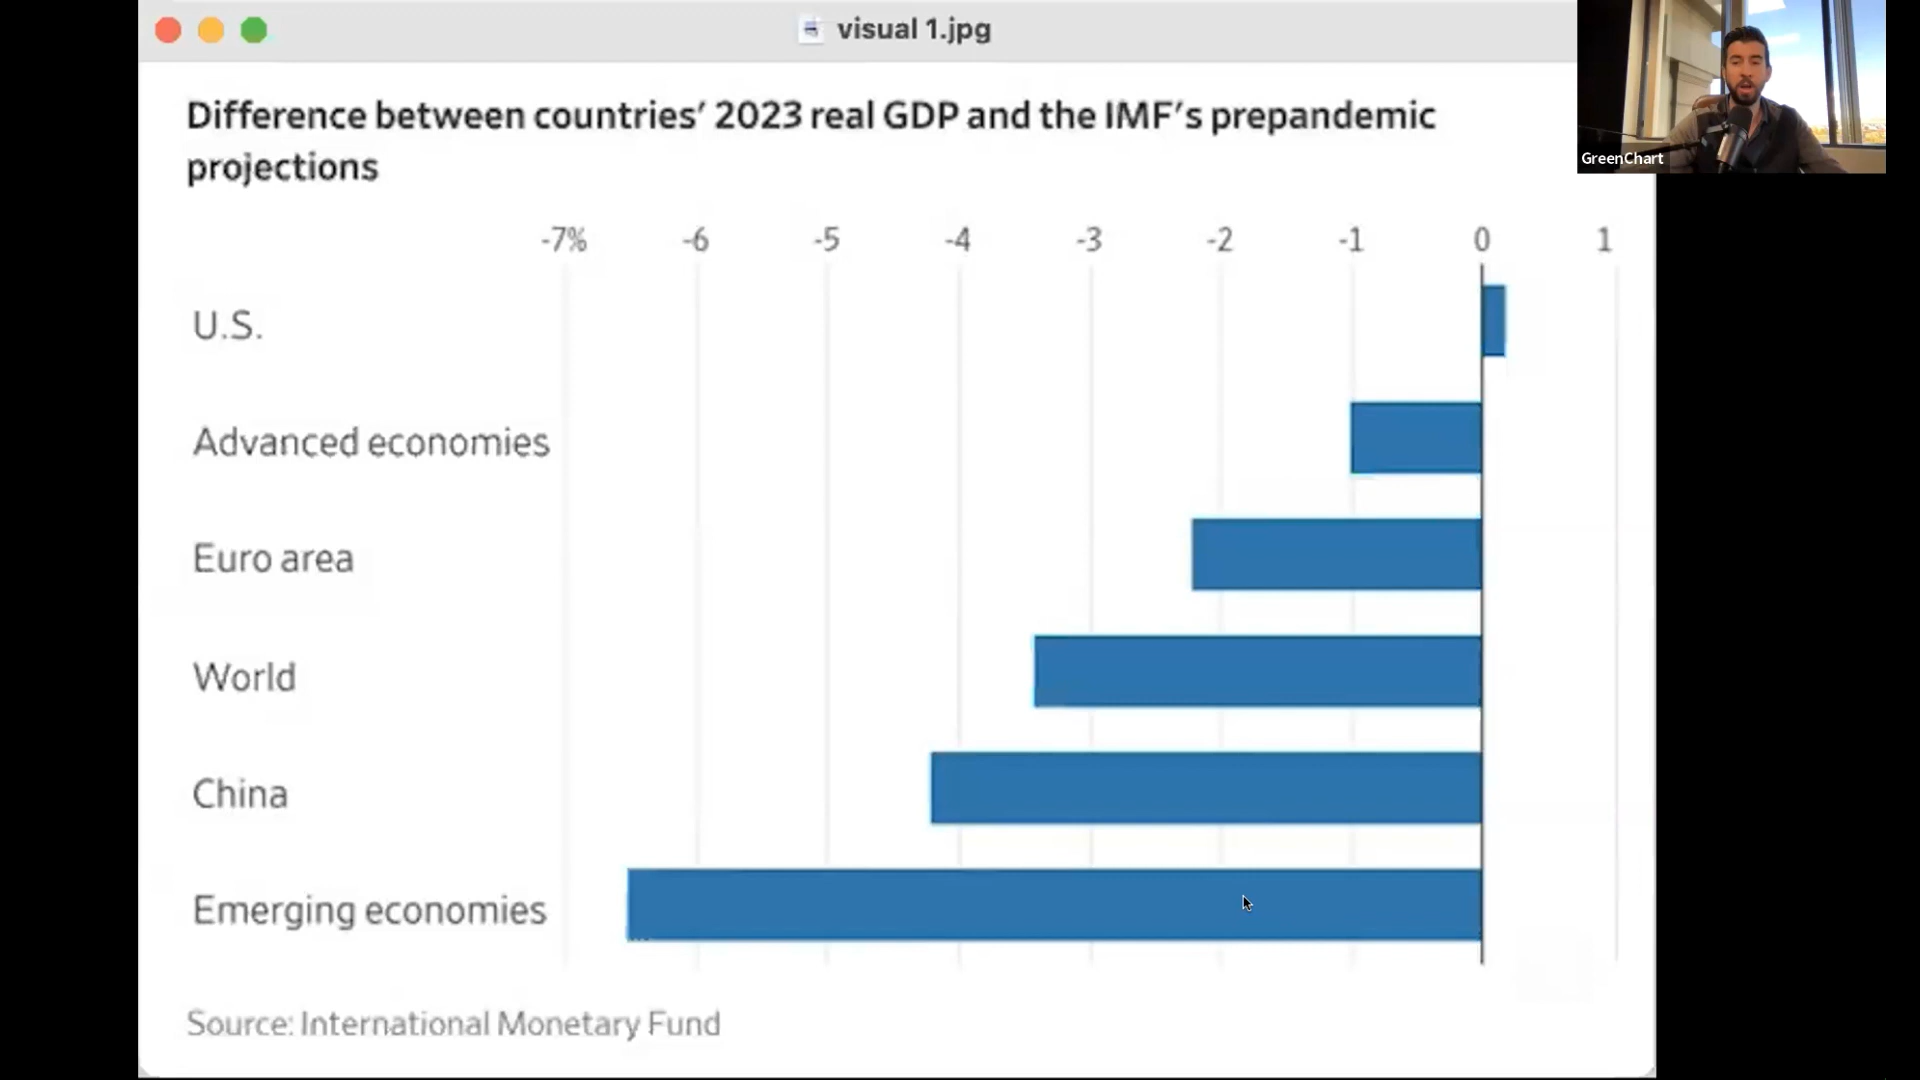 visual 1.jpg
GreenChart
Difference between countries’ 2023 real GDP and the IMF’s prepandemic
projections
-7% -6 -5 -4 -3 -2 -1 0 1
U.S.
Advanced economies
Euro area
World
China
Emerging economies
Source: International Monetary Fund